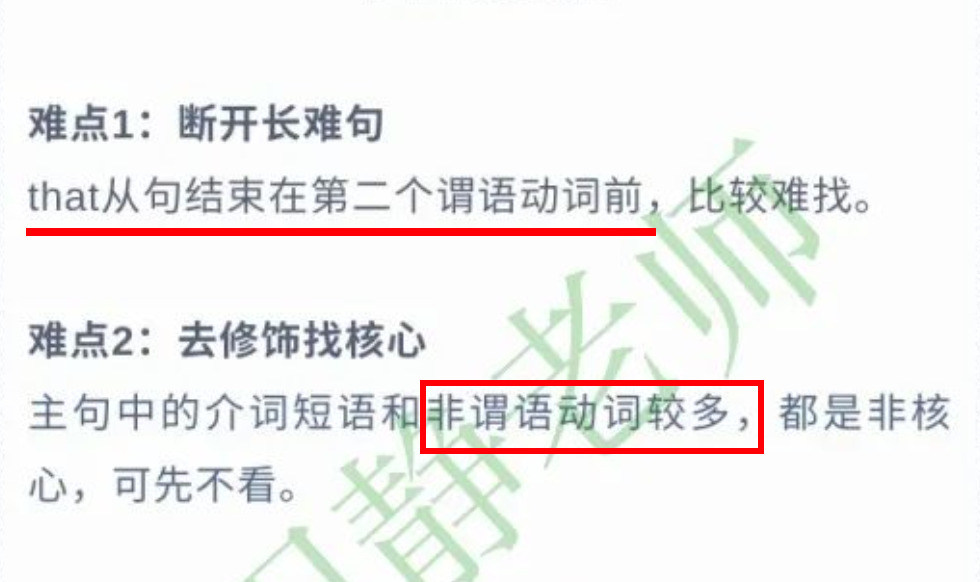 难点1：断开长难句
that从句结束在第二个谓语动词前，比较难找。
难点2：去修饰找核心
主句中的介词短语和非谓语动词较多，都是非核
心，可先不看。
静老师